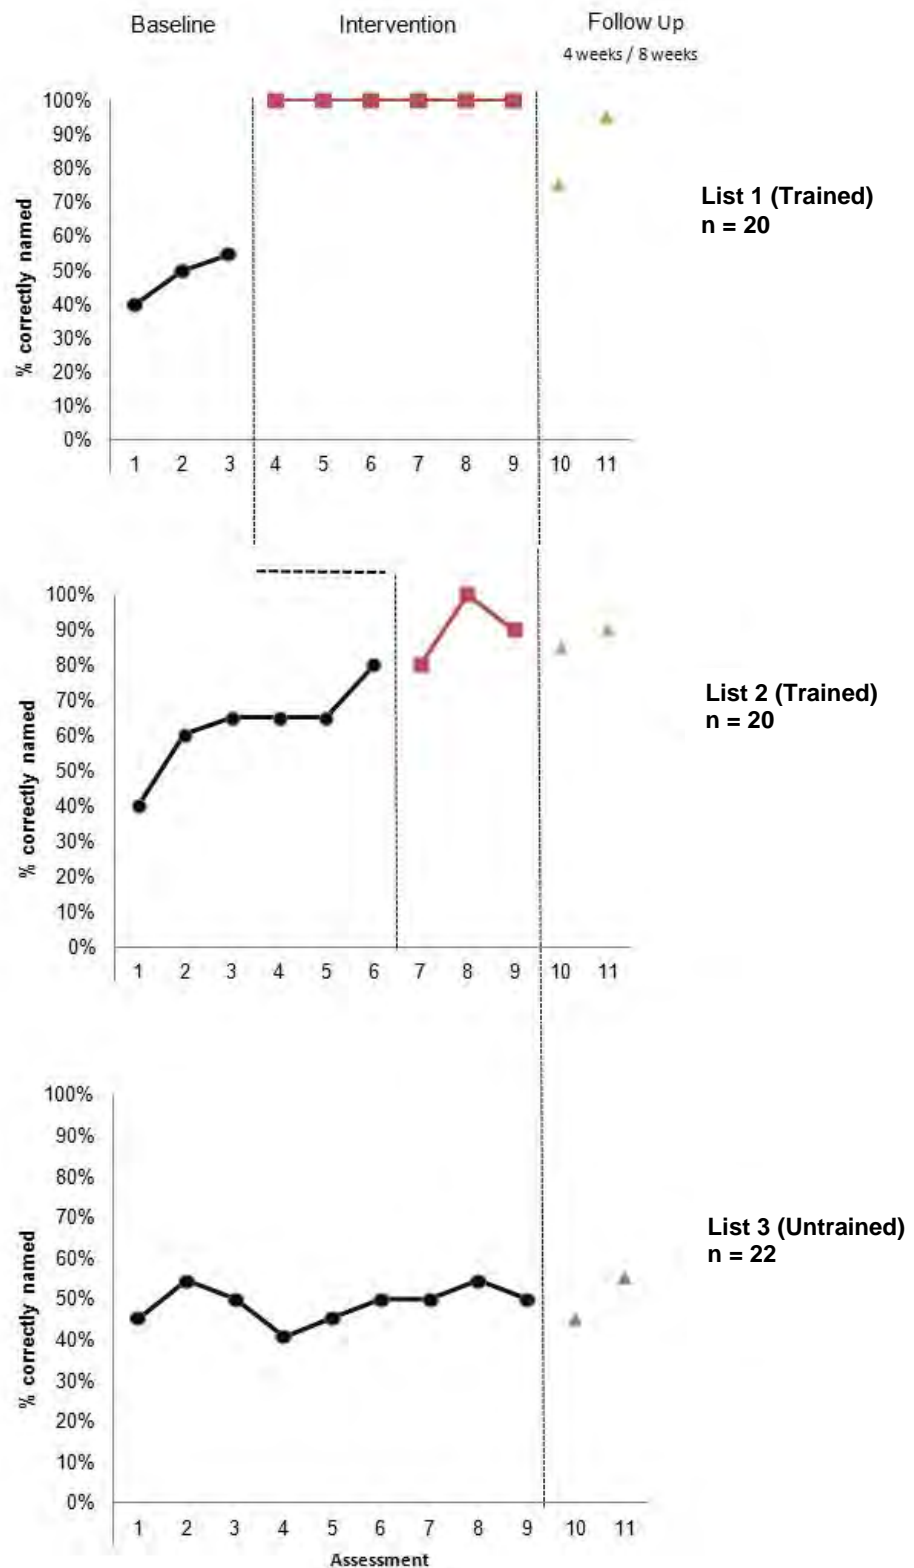 Baseline
Intervention
Follow Up
4 weeks / 8 weeks
% correctly named
100%
90%
80%
70%
60%
50%
40%
30%
20%
10%
0%
1 2 3 4 5 6 7 8 9 10 11
List 1 (Trained)
n = 20
% correctly named
100%
90%
80%
70%
60%
50%
40%
30%
20%
10%
0%
1 2 3 4 5 6 7 8 9 10 11
List 2 (Trained)
n = 20
% correctly named
100%
90%
80%
70%
60%
50%
40%
30%
20%
10%
0%
1 2 3 4 5 6 7 8 9 10 11
Assessment
List 3 (Untrained)
n = 22